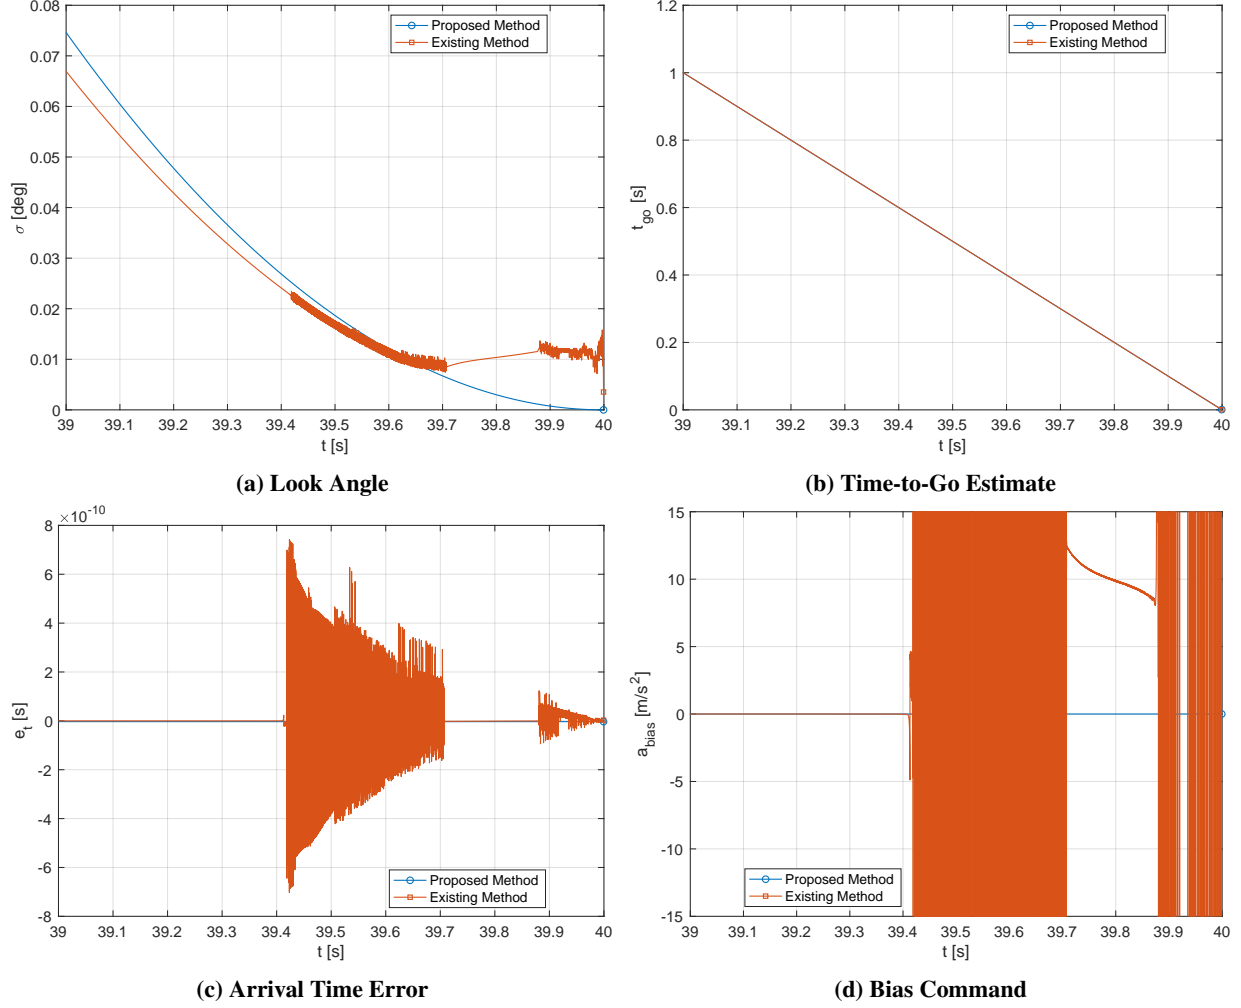 0.08
0.07
0.06
0.05
0.04
0.03
0.02
0.01
0
σ [deg]
Proposed Method
Existing Method
39 39.1 39.2 39.3 39.4 39.5 39.6 39.7 39.8 39.9 40
t [s]
(a) Look Angle
1.2
1
0.8
0.6
0.4
0.2
0
t_go [s]
Proposed Method
Existing Method
39 39.1 39.2 39.3 39.4 39.5 39.6 39.7 39.8 39.9 40
t [s]
(b) Time-to-Go Estimate
×10^-10
8
6
4
2
0
-2
-4
-6
-8
e_t [s]
Proposed Method
Existing Method
39 39.1 39.2 39.3 39.4 39.5 39.6 39.7 39.8 39.9 40
t [s]
(c) Arrival Time Error
15
10
5
0
-5
-10
-15
a_bias [m/s^2]
Proposed Method
Existing Method
39 39.1 39.2 39.3 39.4 39.5 39.6 39.7 39.8 39.9 40
t [s]
(d) Bias Command